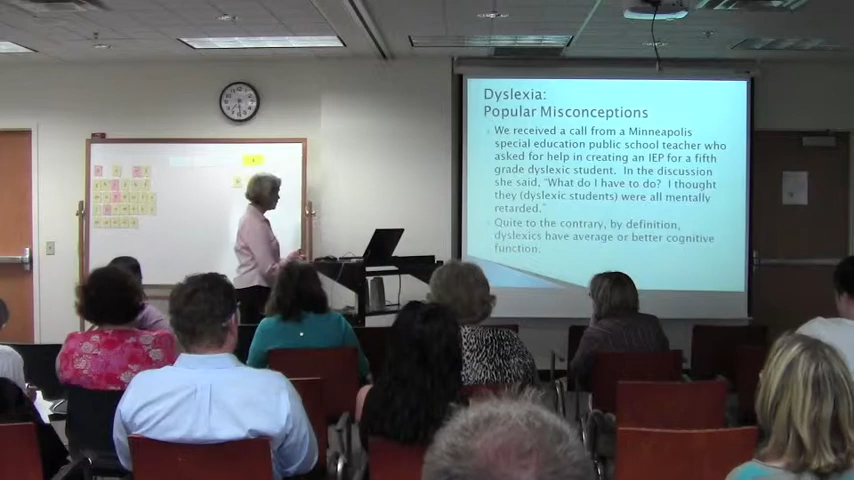 Dyslexia:
Popular Misconceptions
We received a call from a Minneapolis
special education public school teacher who
asked for help in creating an IEP for a fifth
grade dyslexic student. In the discussion
she said, "What do I have to do? I thought
they (dyslexic students) were all mentally
retarded."
Quite to the contrary, by definition,
dyslexics have average or better cognitive
function.